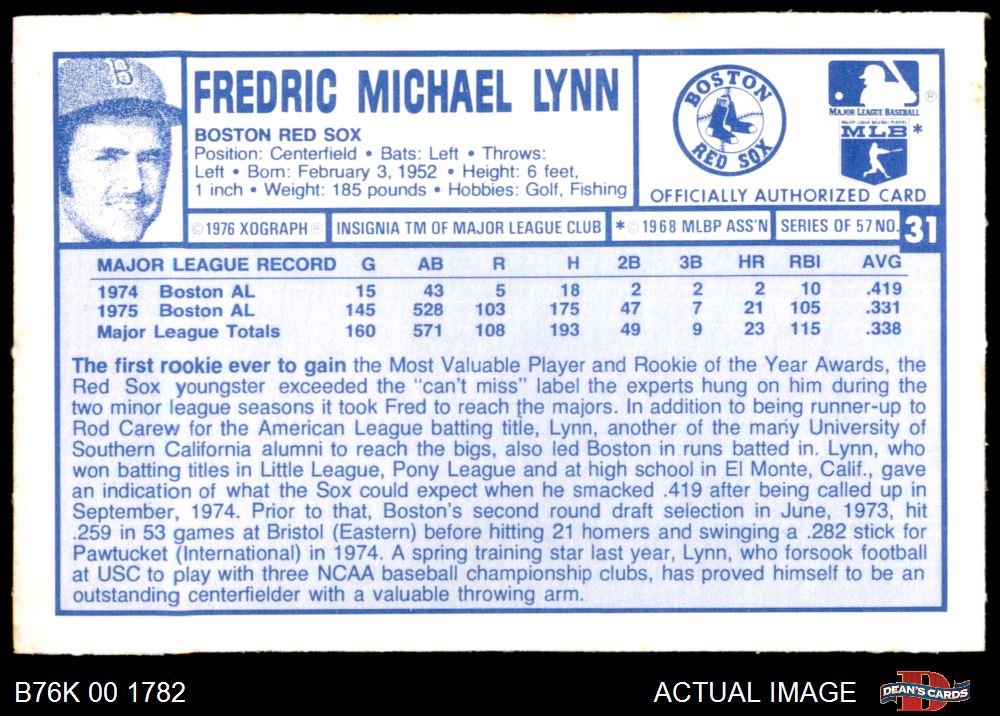 B
FREDRIC MICHAEL LYNN
BOSTON RED SOX
Position: Centerfield • Bats: Left • Throws:
Left • Born: February 3, 1952 • Height: 6 feet,
1 inch • Weight: 185 pounds • Hobbies: Golf, Fishing
BOSTON
RED SOX
®
MAJOR LEAGUE BASEBALL
MAJOR LEAGUE BASEBALL PLAYERS
MLB*
OFFICIALLY AUTHORIZED CARD
© 1976 XOGRAPH ®
INSIGNIA TM OF MAJOR LEAGUE CLUB
* © 1968 MLBP ASS'N
SERIES OF 57 NO. 31
MAJOR LEAGUE RECORD G AB R H 2B 3B HR RBI AVG
1974 Boston AL 15 43 5 18 2 2 2 10 .419
1975 Boston AL 145 528 103 175 47 7 21 105 .331
Major League Totals 160 571 108 193 49 9 23 115 .338
The first rookie ever to gain the Most Valuable Player and Rookie of the Year Awards, the
Red Sox youngster exceeded the "can't miss" label the experts hung on him during the
two minor league seasons it took Fred to reach the majors. In addition to being runner-up to
Rod Carew for the American League batting title, Lynn, another of the many University of
Southern California alumni to reach the bigs, also led Boston in runs batted in. Lynn, who
won batting titles in Little League, Pony League and at high school in El Monte, Calif., gave
an indication of what the Sox could expect when he smacked .419 after being called up in
September, 1974. Prior to that, Boston's second round draft selection in June, 1973, hit
.259 in 53 games at Bristol (Eastern) before hitting 21 homers and swinging a .282 stick for
Pawtucket (International) in 1974. A spring training star last year, Lynn, who forsook football
at USC to play with three NCAA baseball championship clubs, has proved himself to be an
outstanding centerfielder with a valuable throwing arm.
B76K 00 1782
ACTUAL IMAGE
DEAN'S CARDS